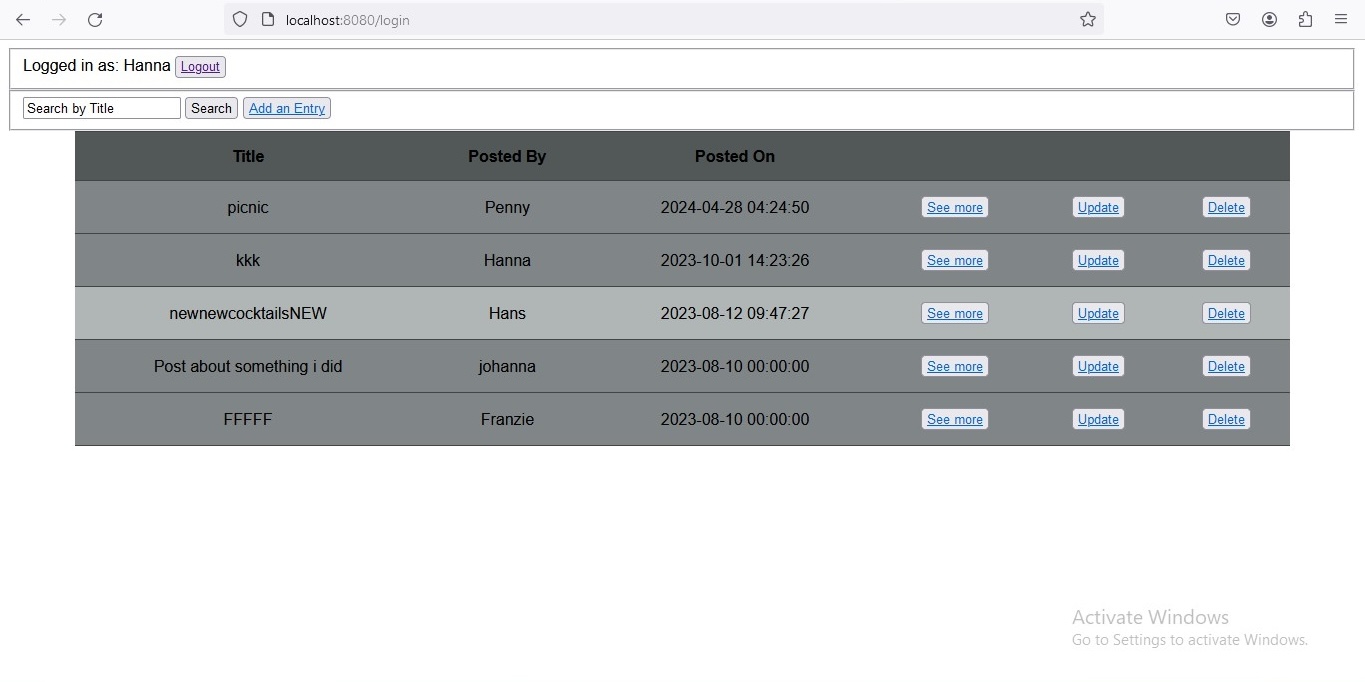 localhost:8080/login
Logged in as: Hanna Logout
Search by Title Search Add an Entry
Title Posted By Posted On
picnic Penny 2024-04-28 04:24:50 See more Update Delete
kkk Hanna 2023-10-01 14:23:26 See more Update Delete
newnewcocktailsNEW Hans 2023-08-12 09:47:27 See more Update Delete
Post about something i did johanna 2023-08-10 00:00:00 See more Update Delete
FFFFF Franzie 2023-08-10 00:00:00 See more Update Delete
Activate Windows
Go to Settings to activate Windows.